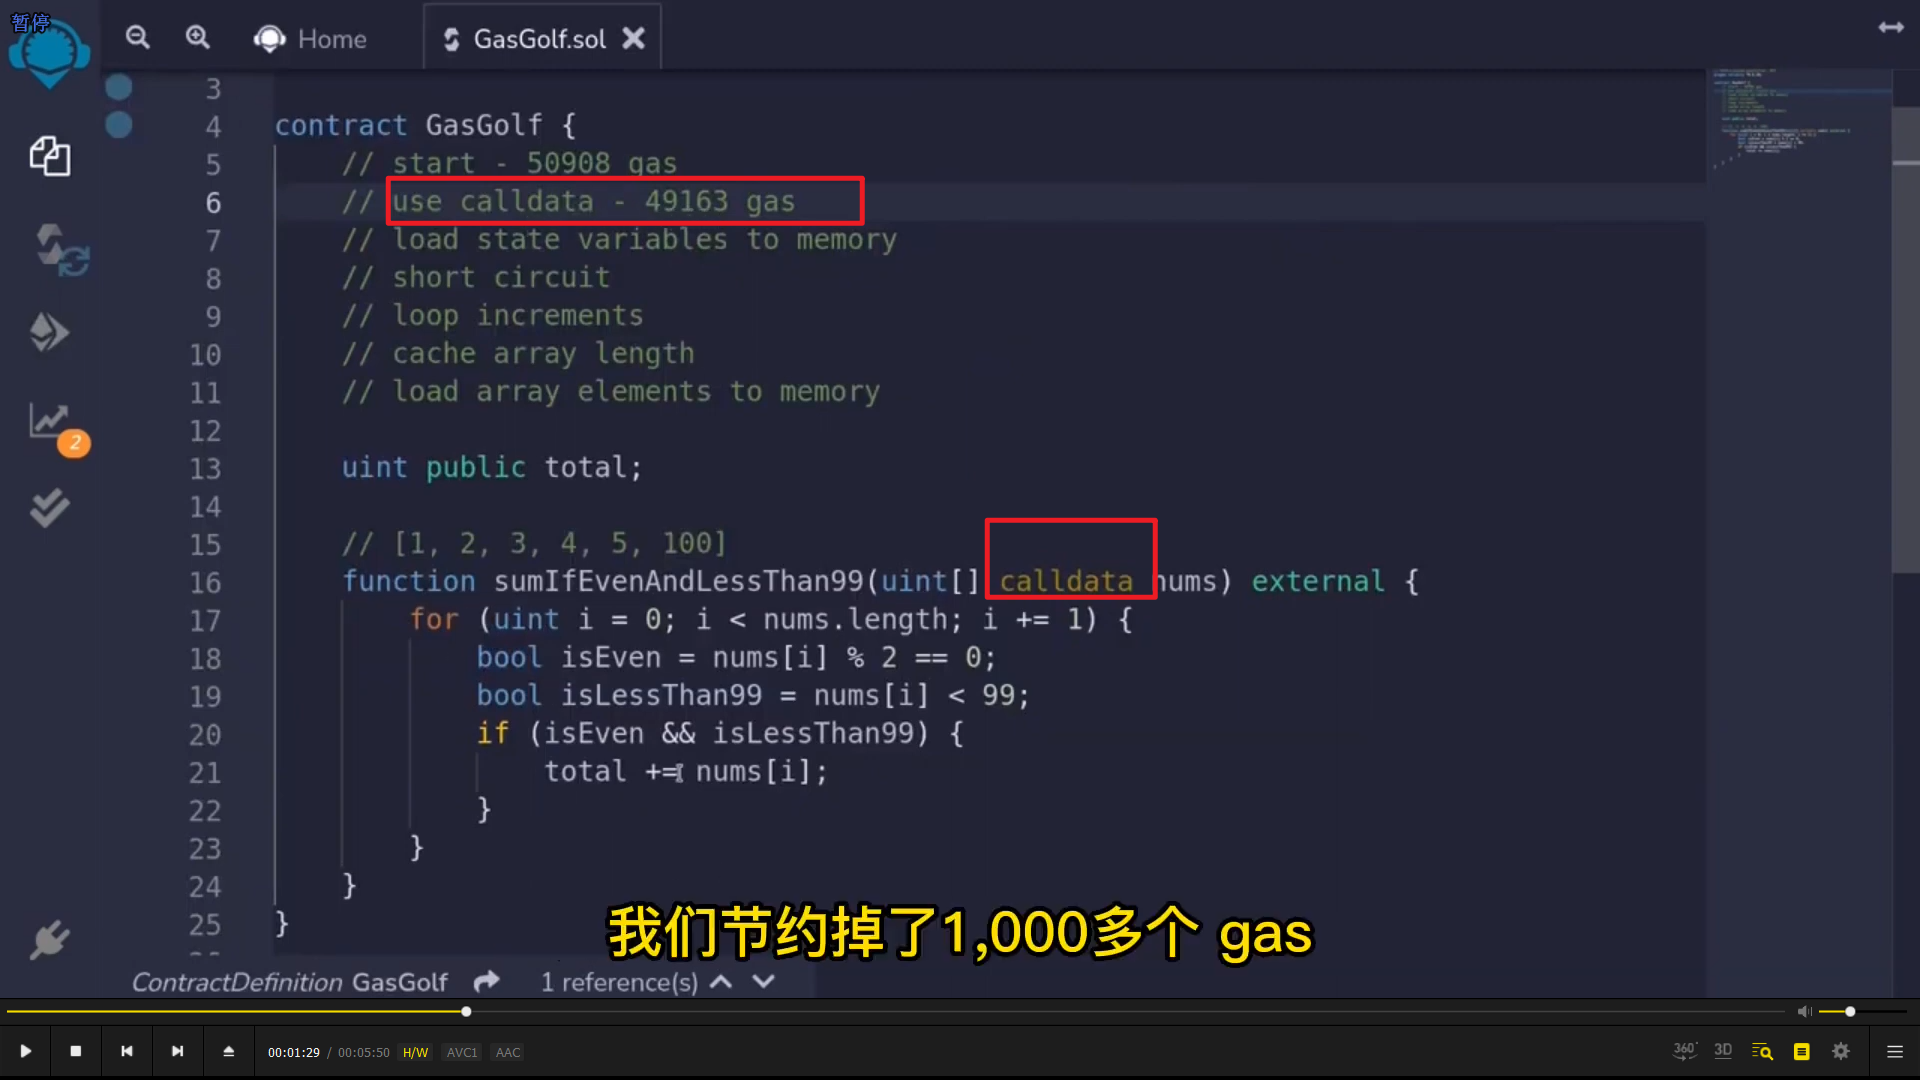 暂停
Home
GasGolf.sol
3
4 contract GasGolf {
5 // start - 50908 gas
6 // use calldata - 49163 gas
7 // load state variables to memory
8 // short circuit
9 // loop increments
10 // cache array length
11 // load array elements to memory
12
13 uint public total;
14
15 // [1, 2, 3, 4, 5, 100]
16 function sumIfEvenAndLessThan99(uint[] calldata nums) external {
17 for (uint i = 0; i < nums.length; i += 1) {
18 bool isEven = nums[i] % 2 == 0;
19 bool isLessThan99 = nums[i] < 99;
20 if (isEven && isLessThan99) {
21 total += nums[i];
22 }
23 }
24 }
25 }
2
我们节约掉了1,000多个 gas
ContractDefinition GasGolf 1 reference(s)
00:01:29 / 00:05:50 H/W AVC1 AAC 360° 3D